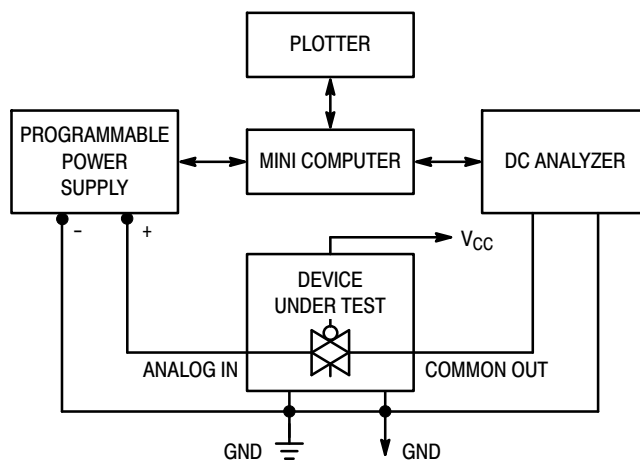 PLOTTER
PROGRAMMABLE
POWER
SUPPLY
MINI COMPUTER
DC ANALYZER
– +
VCC
DEVICE
UNDER TEST
ANALOG IN
COMMON OUT
GND
GND